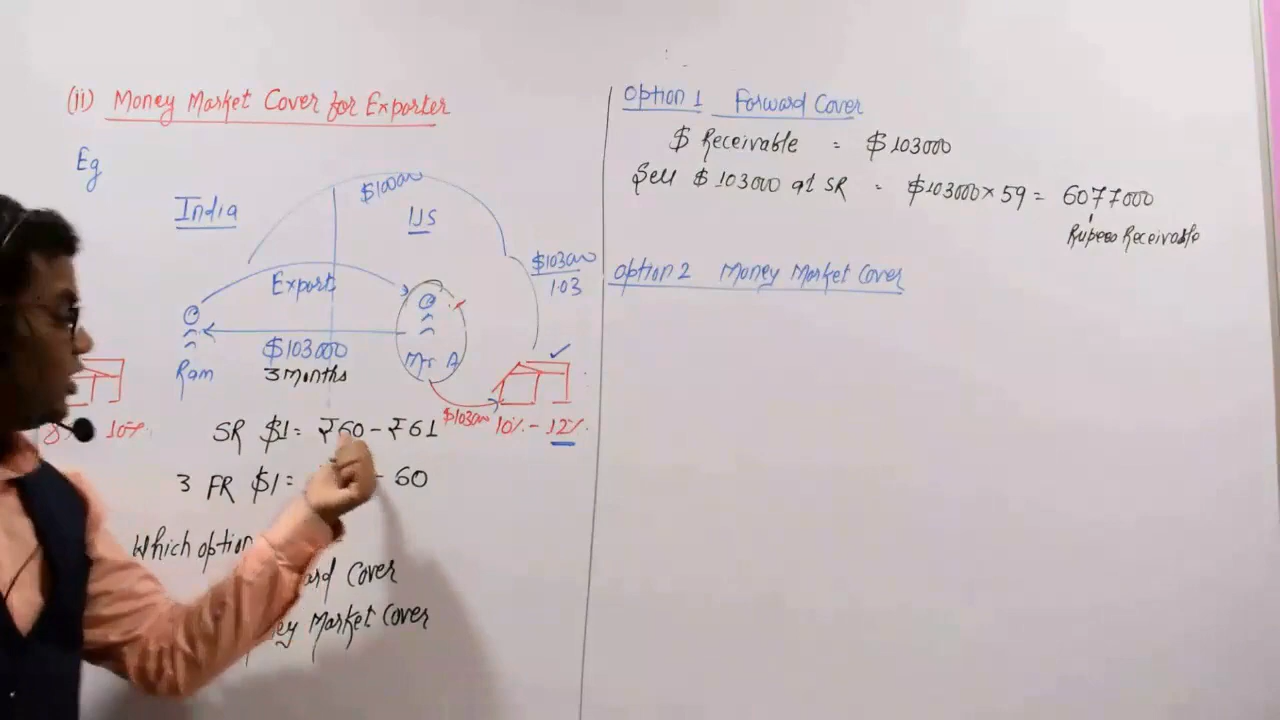 (ii) Money Market Cover for Exporter
Eg
$100000
India
US
Export
$103000
1.03
Ram
$103000
3 Months
Mr A
$103000
10%.
10% - 12%
SR $1 = ₹60 - ₹61
3 FR $1 = - 60
Which option
Cover
Market Cover
Option 1 Forward Cover
$ Receivable = $103000
Sell $103000 at SR = $103000 × 59 = 6077000
Rupees Receivable
Option 2 Money Market Cover